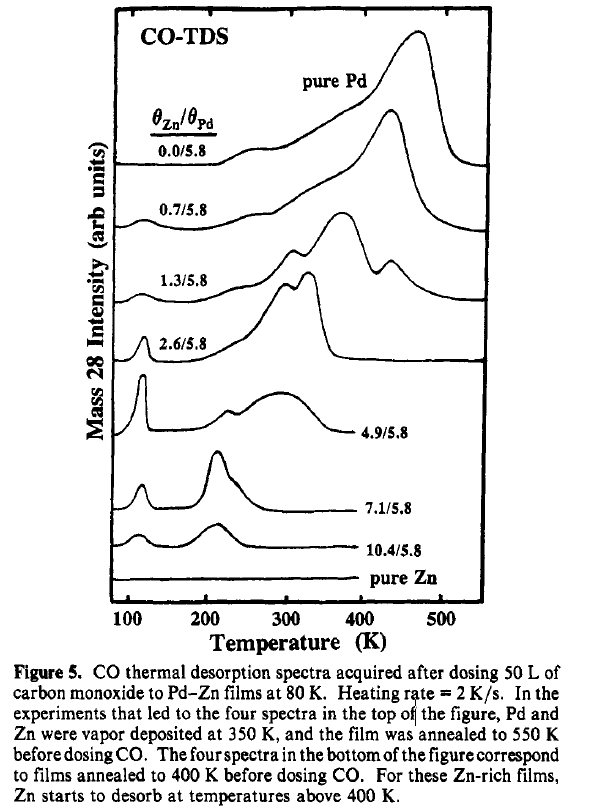 CO-TDS
pure Pd
θZn/θPd
0.0/5.8
0.7/5.8
1.3/5.8
2.6/5.8
4.9/5.8
7.1/5.8
10.4/5.8
pure Zn
Mass 28 Intensity (arb units)
100 200 300 400 500
Temperature (K)
Figure 5. CO thermal desorption spectra acquired after dosing 50 L of
carbon monoxide to Pd-Zn films at 80 K. Heating rate = 2 K/s. In the
experiments that led to the four spectra in the top of the figure, Pd and
Zn were vapor deposited at 350 K, and the film was annealed to 550 K
before dosing CO. The four spectra in the bottom of the figure correspond
to films annealed to 400 K before dosing CO. For these Zn-rich films,
Zn starts to desorb at temperatures above 400 K.